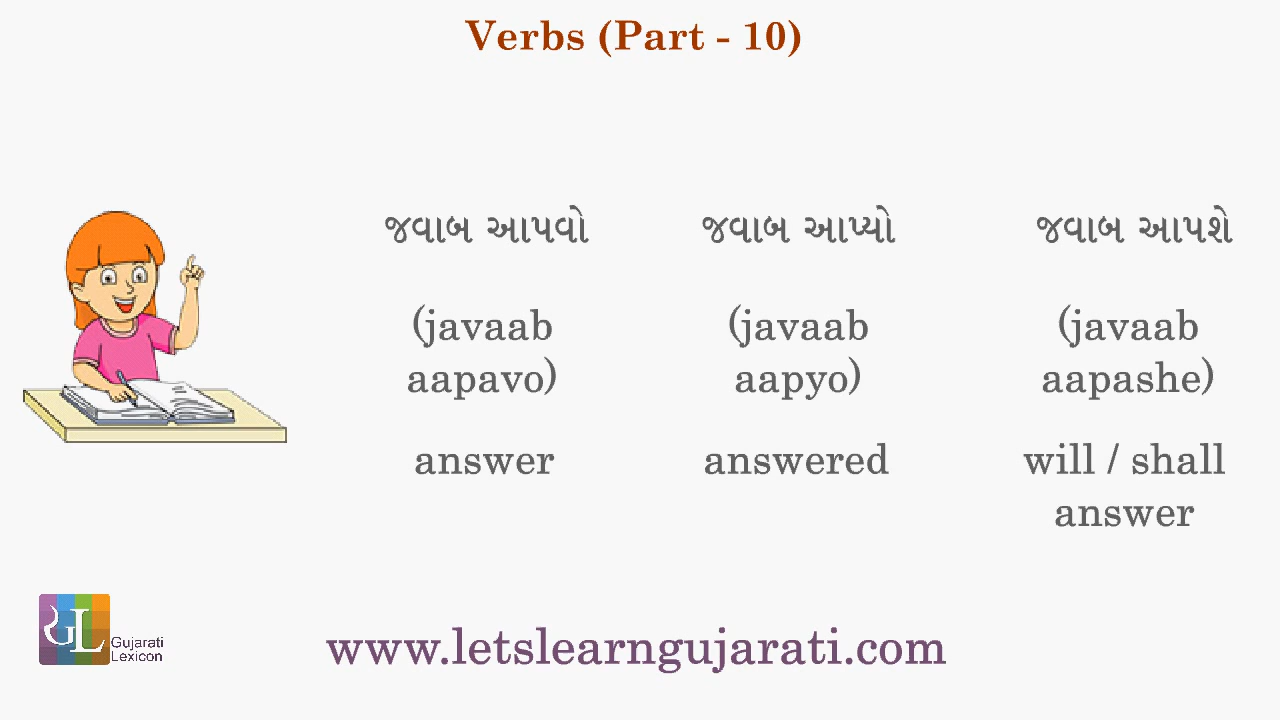 Verbs (Part - 10)
જવાબ આપવો
જવાબ આપ્યો
જવાબ આપશે
(javaab
aapavo)
(javaab
aapyo)
(javaab
aapashe)
answer
answered
will / shall
answer
GL
Gujarati
Lexicon
www.letslearngujarati.com